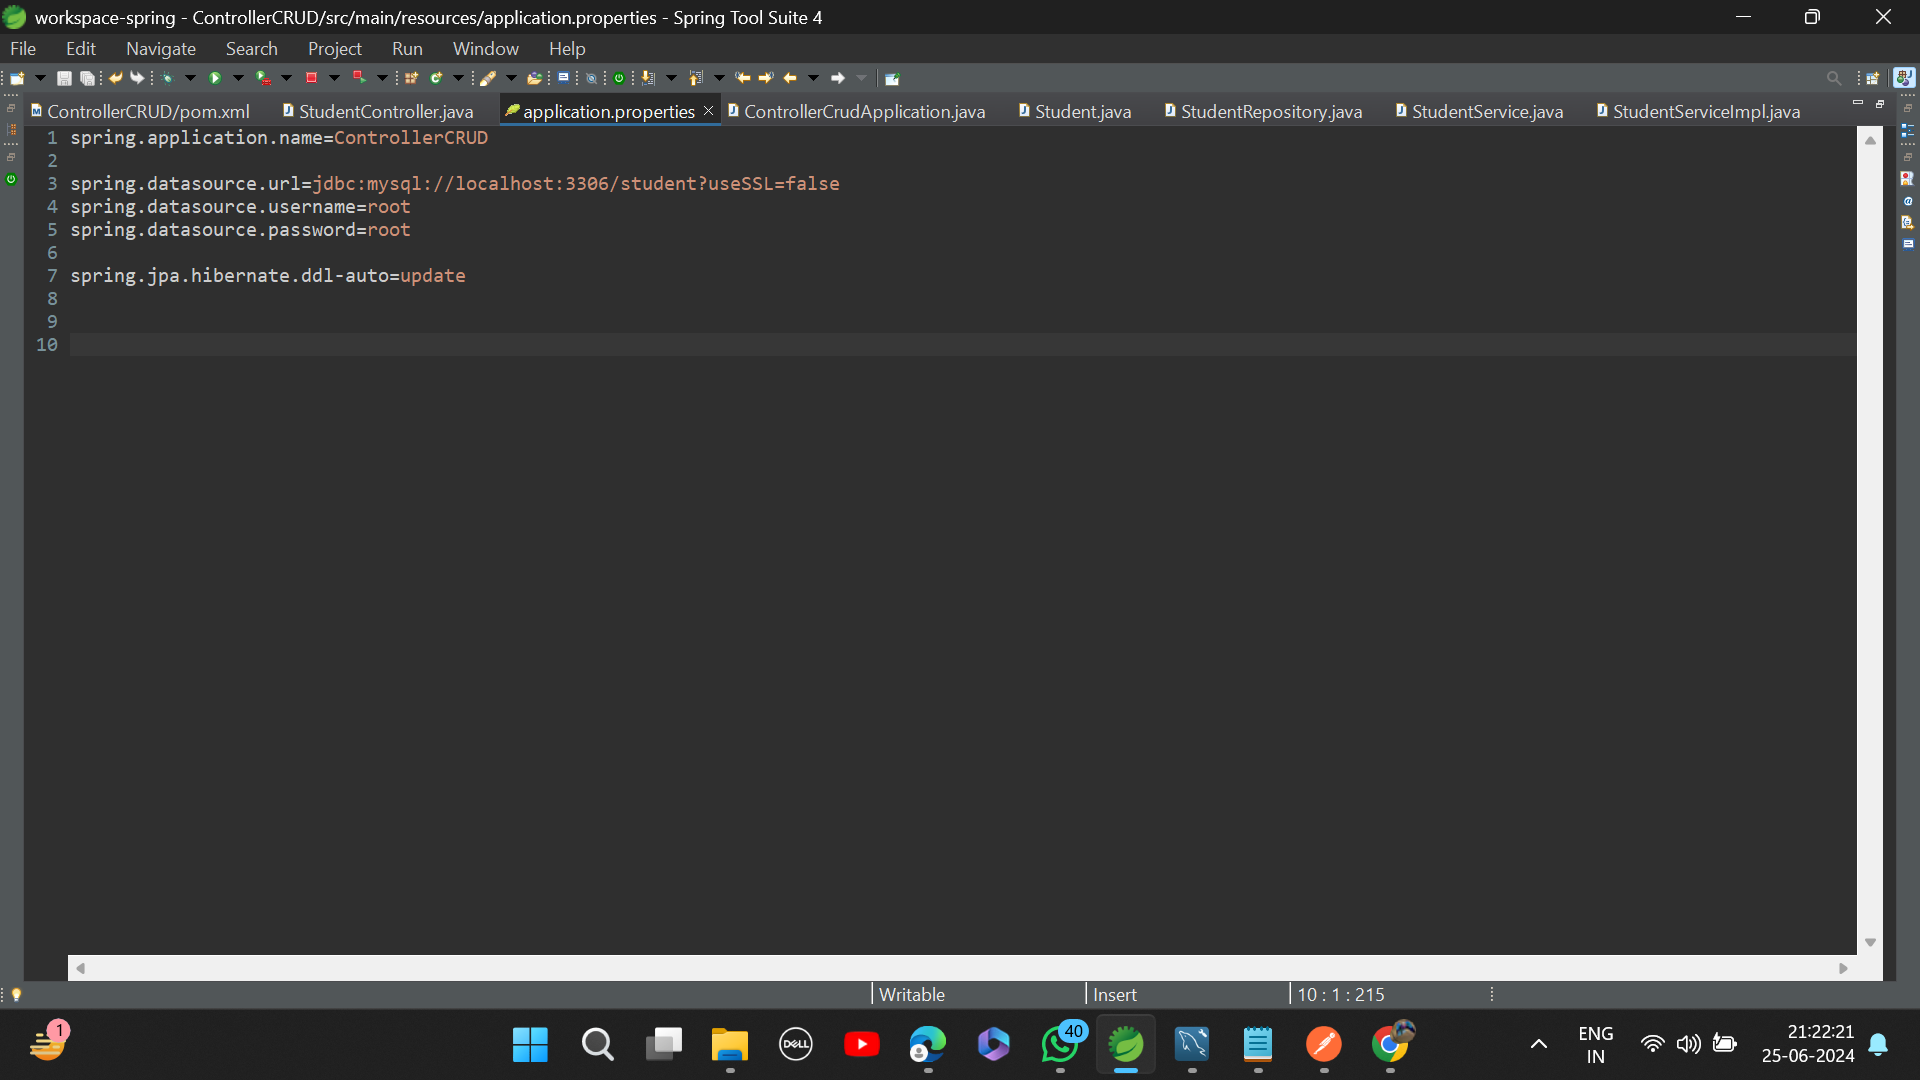 workspace-spring - ControllerCRUD/src/main/resources/application.properties - Spring Tool Suite 4
File Edit Navigate Search Project Run Window Help
ControllerCRUD/pom.xml StudentController.java application.properties ControllerCrudApplication.java Student.java StudentRepository.java StudentService.java StudentServiceImpl.java
1 spring.application.name=ControllerCRUD
2
3 spring.datasource.url=jdbc:mysql://localhost:3306/student?useSSL=false
4 spring.datasource.username=root
5 spring.datasource.password=root
6
7 spring.jpa.hibernate.ddl-auto=update
8
9
10
Writable Insert 10 : 1 : 215
1
DELL
40
ENG
IN
21:22:21
25-06-2024